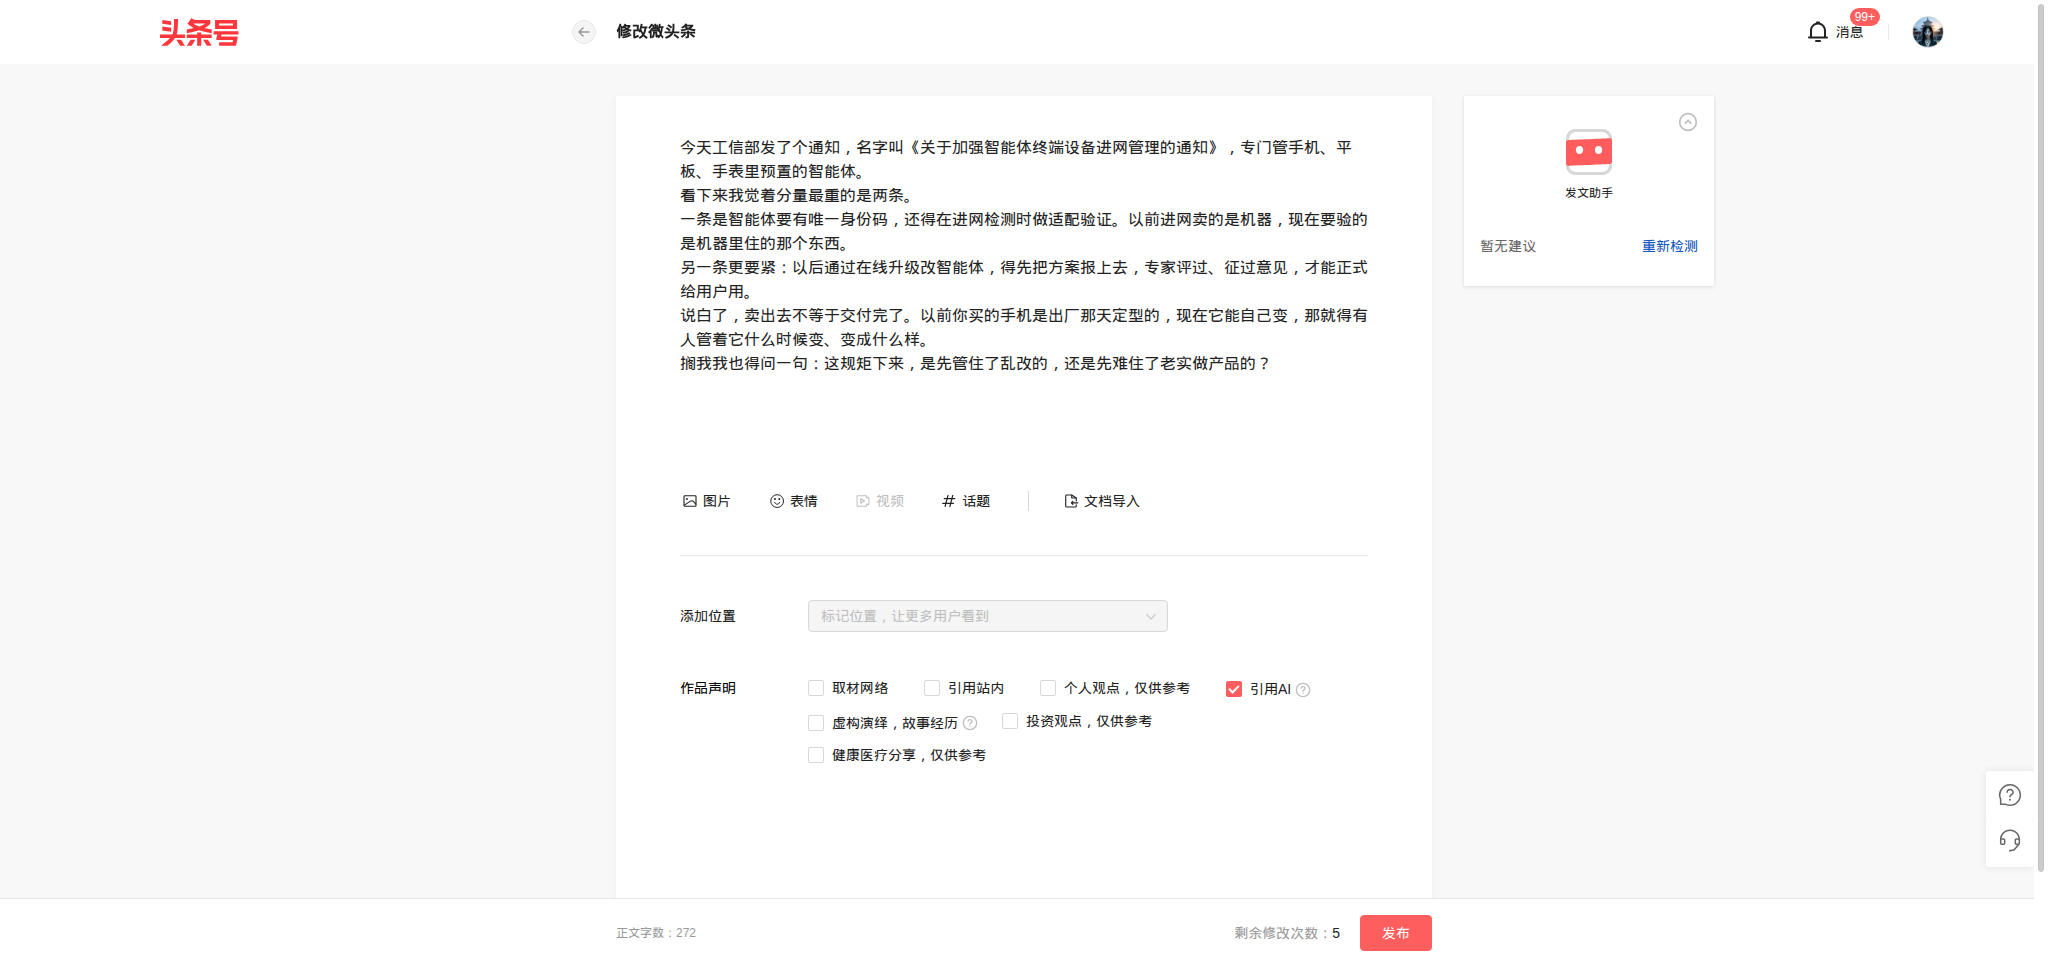 头条号
修改微头条
99+
消息
今天工信部发了个通知，名字叫《关于加强智能体终端设备进网管理的通知》，专门管手机、平
板、手表里预置的智能体。
看下来我觉着分量最重的是两条。
一条是智能体要有唯一身份码，还得在进网检测时做适配验证。以前进网卖的是机器，现在要验的
是机器里住的那个东西。
另一条更要紧：以后通过在线升级改智能体，得先把方案报上去，专家评过、征过意见，才能正式
给用户用。
说白了，卖出去不等于交付完了。以前你买的手机是出厂那天定型的，现在它能自己变，那就得有
人管着它什么时候变、变成什么样。
搁我我也得问一句：这规矩下来，是先管住了乱改的，还是先难住了老实做产品的？
发文助手
暂无建议
重新检测
图片
表情
视频
话题
文档导入
添加位置
标记位置，让更多用户看到
作品声明
取材网络
引用站内
个人观点，仅供参考
引用AI
虚构演绎，故事经历
投资观点，仅供参考
健康医疗分享，仅供参考
正文字数：272
剩余修改次数：5
发布